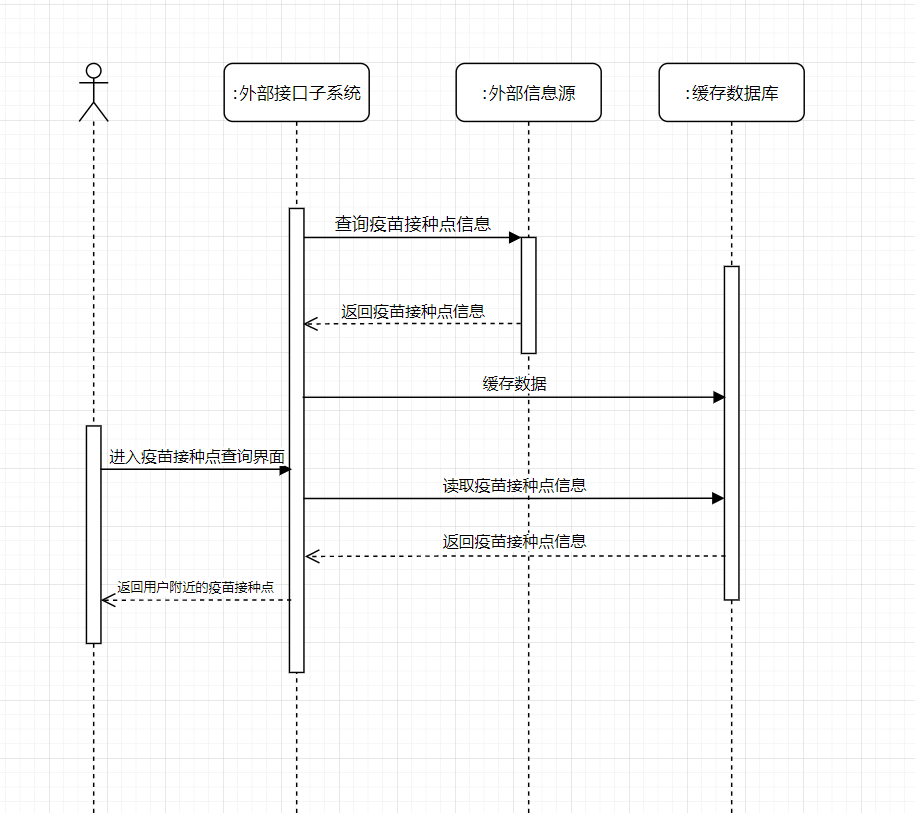 :外部接口子系统
:外部信息源
:缓存数据库
查询疫苗接种点信息
返回疫苗接种点信息
缓存数据
进入疫苗接种点查询界面
读取疫苗接种点信息
返回疫苗接种点信息
返回用户附近的疫苗接种点